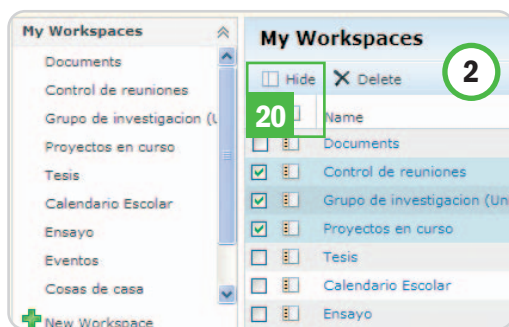 My Workspaces
Documents
Control de reuniones
Grupo de investigacion (U
Proyectos en curso
Tesis
Calendario Escolar
Ensayo
Eventos
Cosas de casa
New Workspace
My Workspaces
2
Hide Delete
20
Name
Documents
Control de reuniones
Grupo de investigacion (Un
Proyectos en curso
Tesis
Calendario Escolar
Ensayo